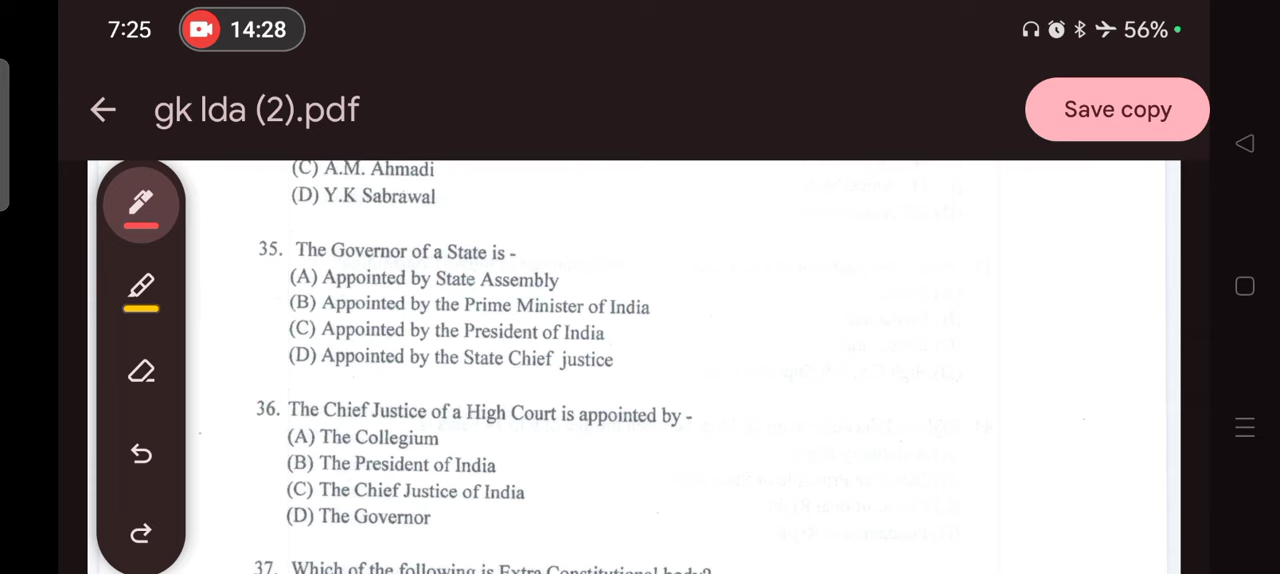 7:25
14:28
56%
gk lda (2).pdf
Save copy
(C) A.M. Ahmadi
(D) Y.K Sabrawal
35. The Governor of a State is -
(A) Appointed by State Assembly
(B) Appointed by the Prime Minister of India
(C) Appointed by the President of India
(D) Appointed by the State Chief justice
36. The Chief Justice of a High Court is appointed by -
(A) The Collegium
(B) The President of India
(C) The Chief Justice of India
(D) The Governor
37. Which of the following is Extra Constitutional body?